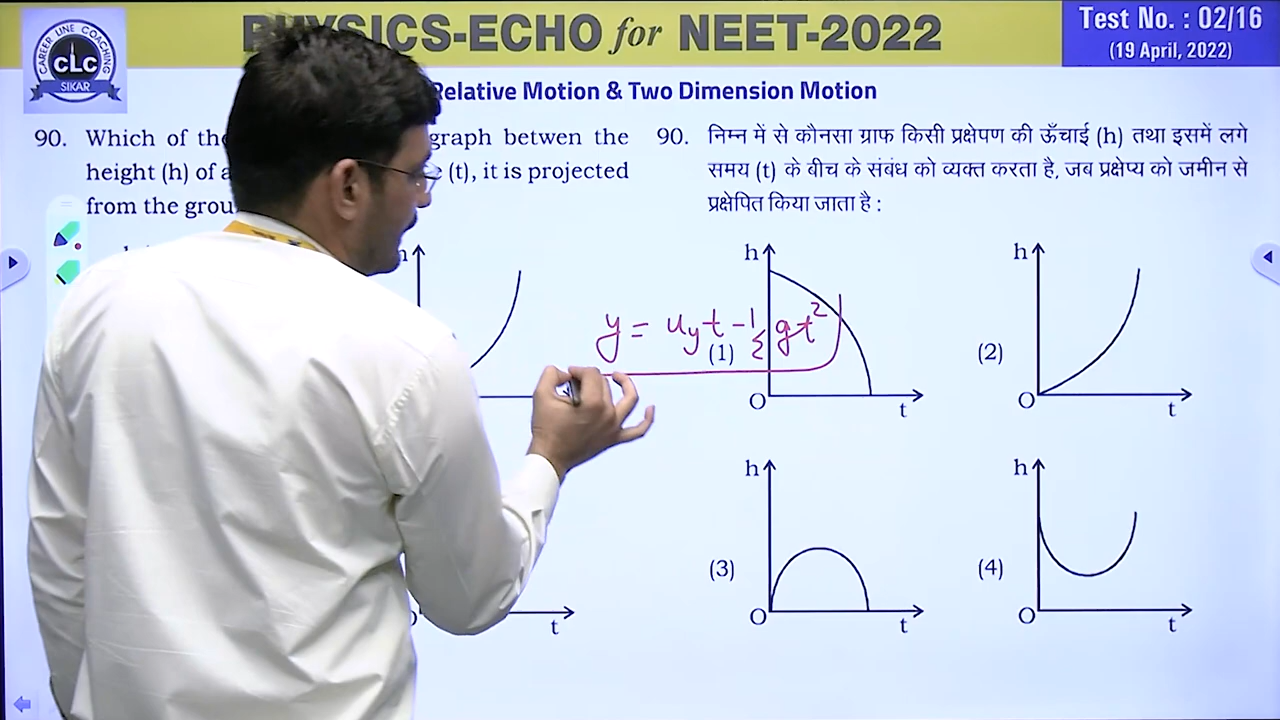 PHYSICS-ECHO for NEET-2022
Test No. : 02/16
(19 April, 2022)
CAREER LINE COACHING
CLC
SIKAR
Relative Motion & Two Dimension Motion
90. Which of the graph betwen the
height (h) of a (t), it is projected
from the
90. निम्न में से कौनसा ग्राफ किसी प्रक्षेपण की ऊँचाई (h) तथा इसमें लगे
समय (t) के बीच के संबंध को व्यक्त करता है, जब प्रक्षेप्य को जमीन से
प्रक्षेपित किया जाता है :
h
h
h
y = uyt - 1/2 gt²
(1)
(2)
O
t
O
t
h
h
(3)
(4)
t
O
t
O
t